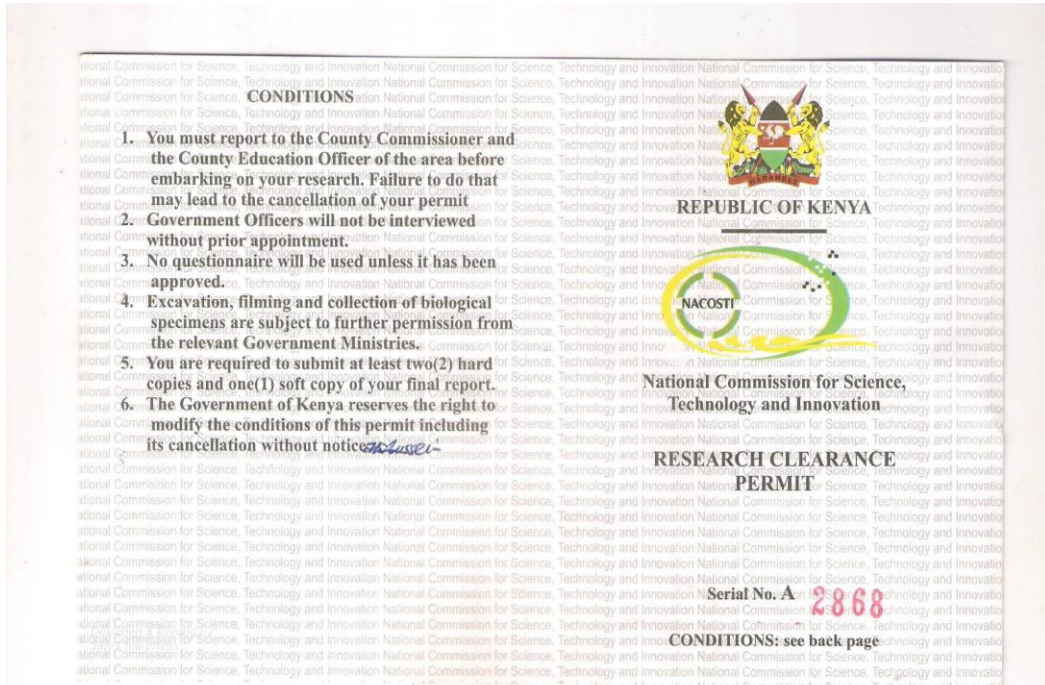 CONDITIONS
1. You must report to the County Commissioner and
the County Education Officer of the area before
embarking on your research. Failure to do that
may lead to the cancellation of your permit
2. Government Officers will not be interviewed
without prior appointment.
3. No questionnaire will be used unless it has been
approved.
4. Excavation, filming and collection of biological
specimens are subject to further permission from
the relevant Government Ministries.
5. You are required to submit at least two(2) hard
copies and one(1) soft copy of your final report.
6. The Government of Kenya reserves the right to
modify the conditions of this permit including
its cancellation without notice
HARAMBEE
REPUBLIC OF KENYA
NACOSTI
National Commission for Science,
Technology and Innovation
RESEARCH CLEARANCE
PERMIT
Serial No. A 2868
CONDITIONS: see back page